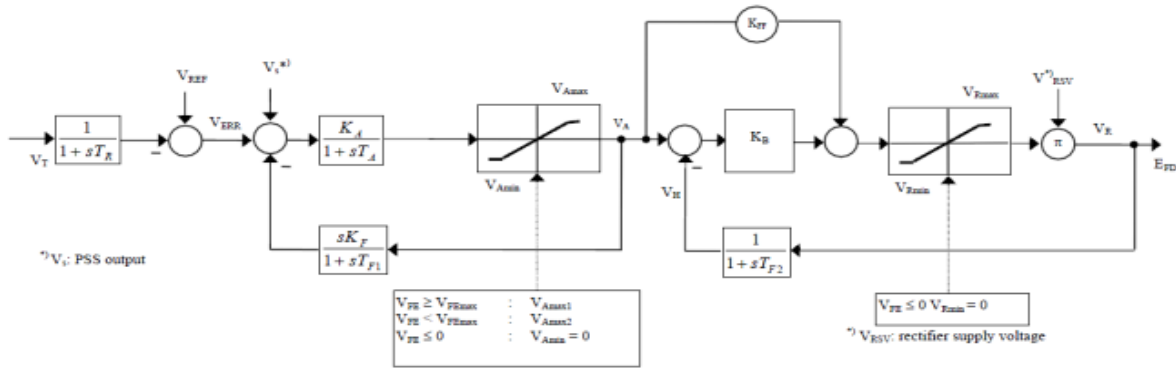 K_FF
V_REF
V_s*)
V_Amax
V_Rmax
V*)_RSV
V_ERR
V_A
V_R
1
1 + sT_R
K_A
1 + sT_A
K_B
π
V_T
E_FD
V_Amin
V_H
V_Rmin
*) V_s: PSS output
sK_F
1 + sT_F1
1
1 + sT_F2
V_FE ≥ V_FEmax : V_Amax1
V_FE < V_FEmax : V_Amax2
V_FE ≤ 0 : V_Amin = 0
V_FE ≤ 0 V_Rmin = 0
*) V_RSV: rectifier supply voltage